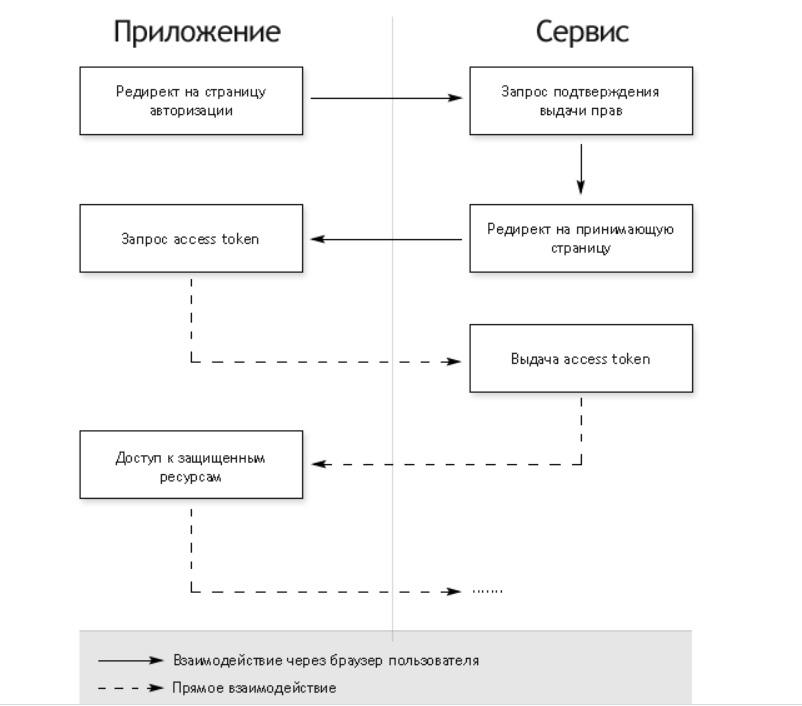 Приложение
Сервис
Редирект на страницу
авторизации
Запрос подтверждения
выдачи прав
Запрос access token
Редирект на принимающую
страницу
Выдача access token
Доступ к защищенным
ресурсам
.......
Взаимодействие через браузер пользователя
Прямое взаимодействие